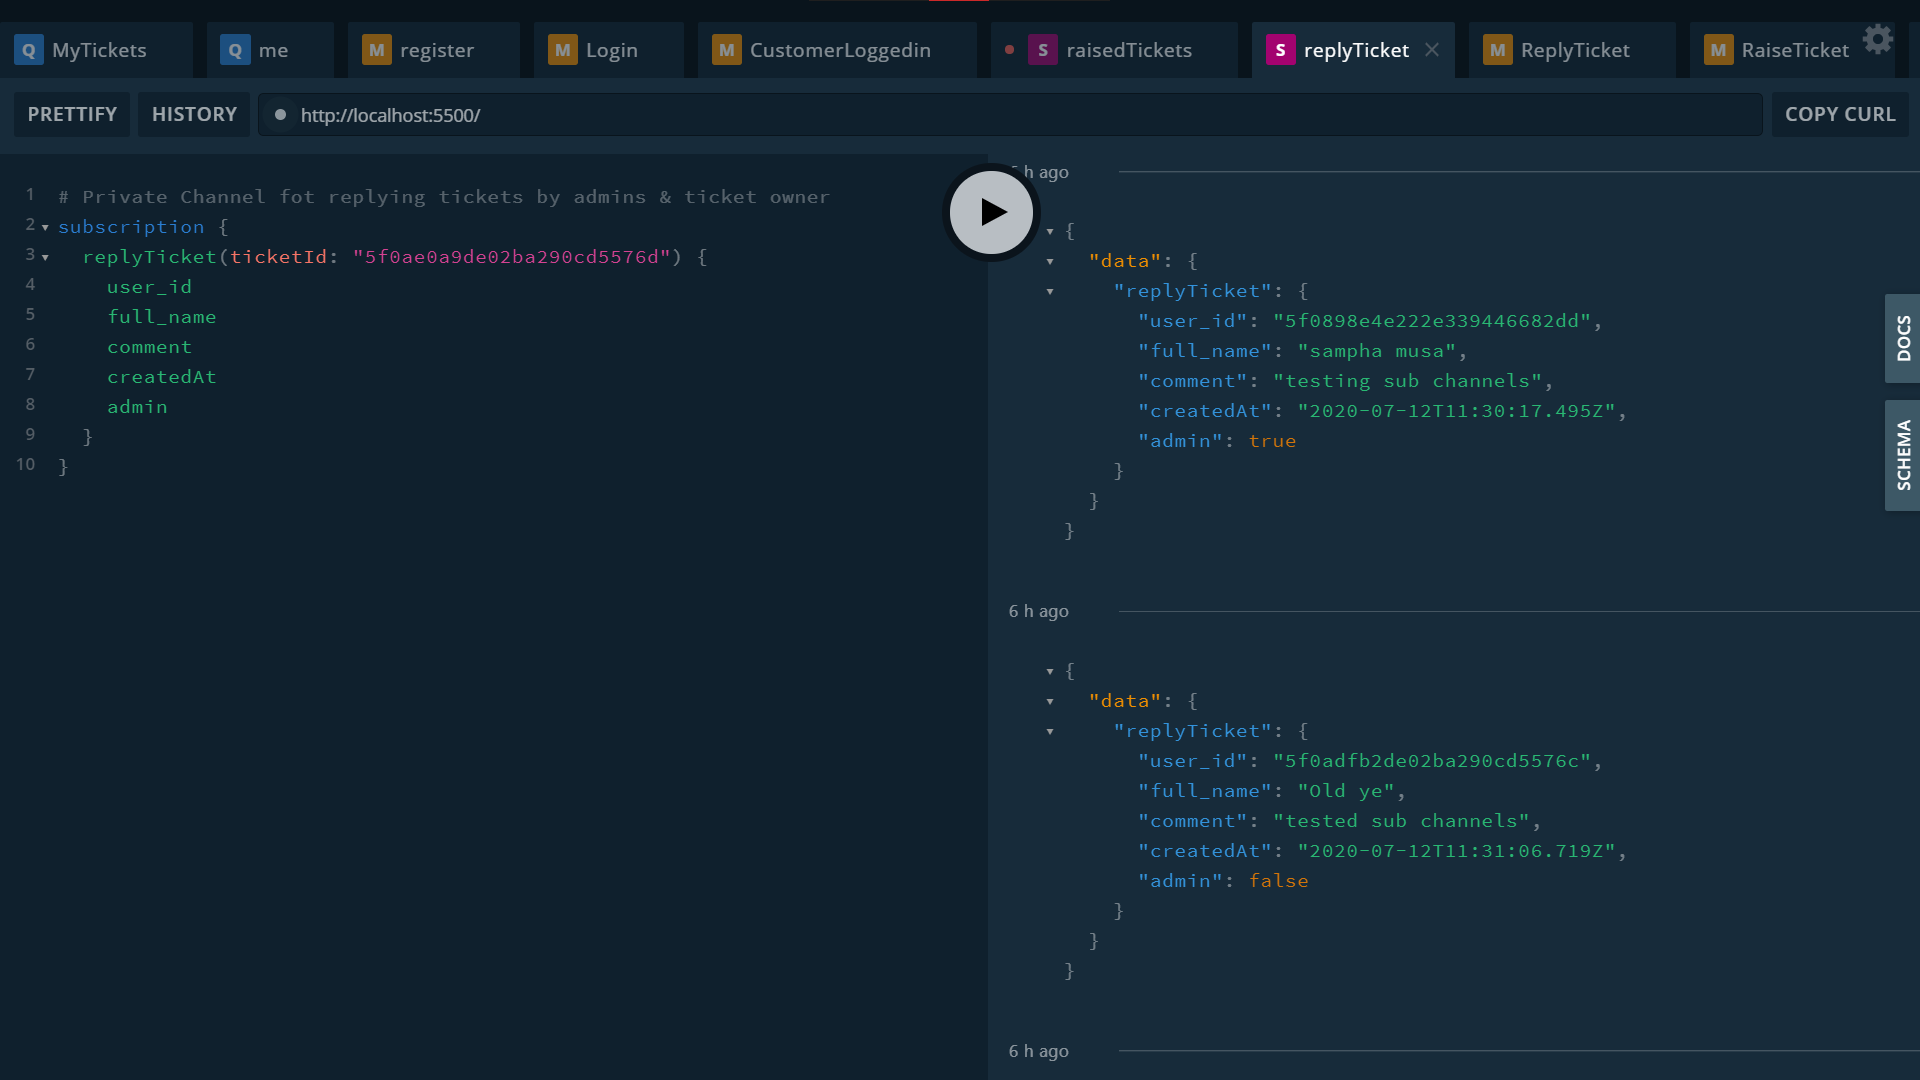 Q MyTickets
Q me
M register
M Login
M CustomerLoggedin
S raisedTickets
S replyTicket
M ReplyTicket
M RaiseTicket
PRETTIFY
HISTORY
http://localhost:5500/
COPY CURL
1 # Private Channel fot replying tickets by admins & ticket owner
2 subscription {
3 replyTicket(ticketId: "5f0ae0a9de02ba290cd5576d") {
4 user_id
5 full_name
6 comment
7 createdAt
8 admin
9 }
10 }
h ago
{
"data": {
"replyTicket": {
"user_id": "5f0898e4e222e339446682dd",
"full_name": "sampha musa",
"comment": "testing sub channels",
"createdAt": "2020-07-12T11:30:17.495Z",
"admin": true
}
}
}
6 h ago
{
"data": {
"replyTicket": {
"user_id": "5f0adfb2de02ba290cd5576c",
"full_name": "Old ye",
"comment": "tested sub channels",
"createdAt": "2020-07-12T11:31:06.719Z",
"admin": false
}
}
}
6 h ago
DOCS
SCHEMA